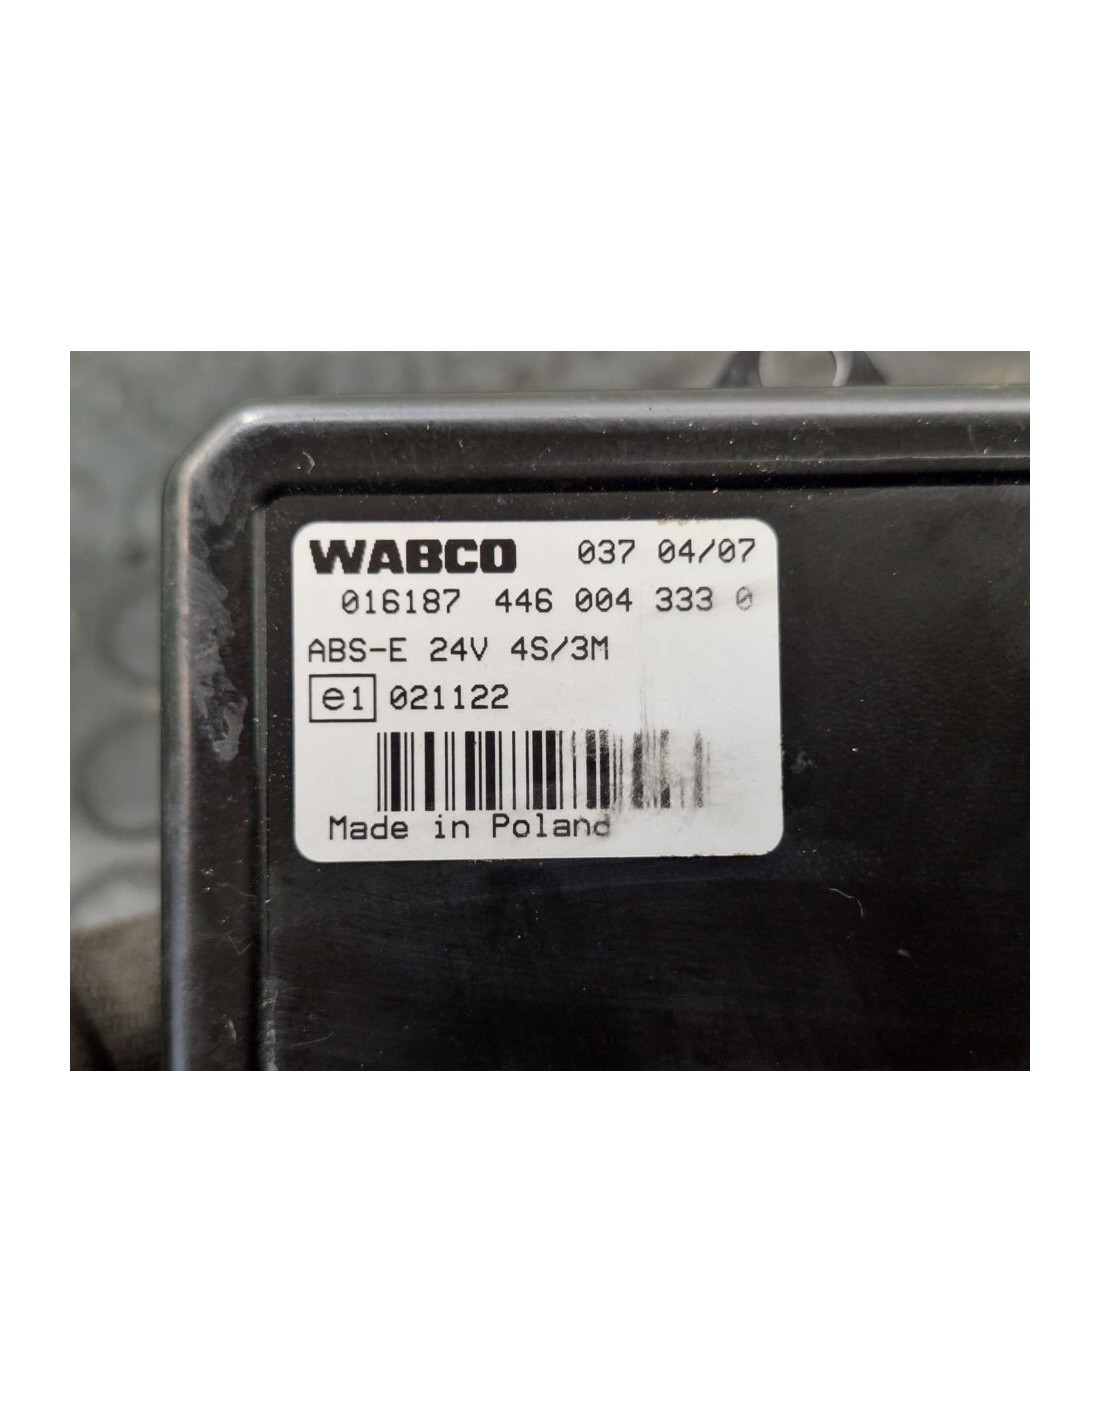 WABCO 037 04/07
016187 446 004 333 0
ABS-E 24V 4S/3M
e1 021122
Made in Poland